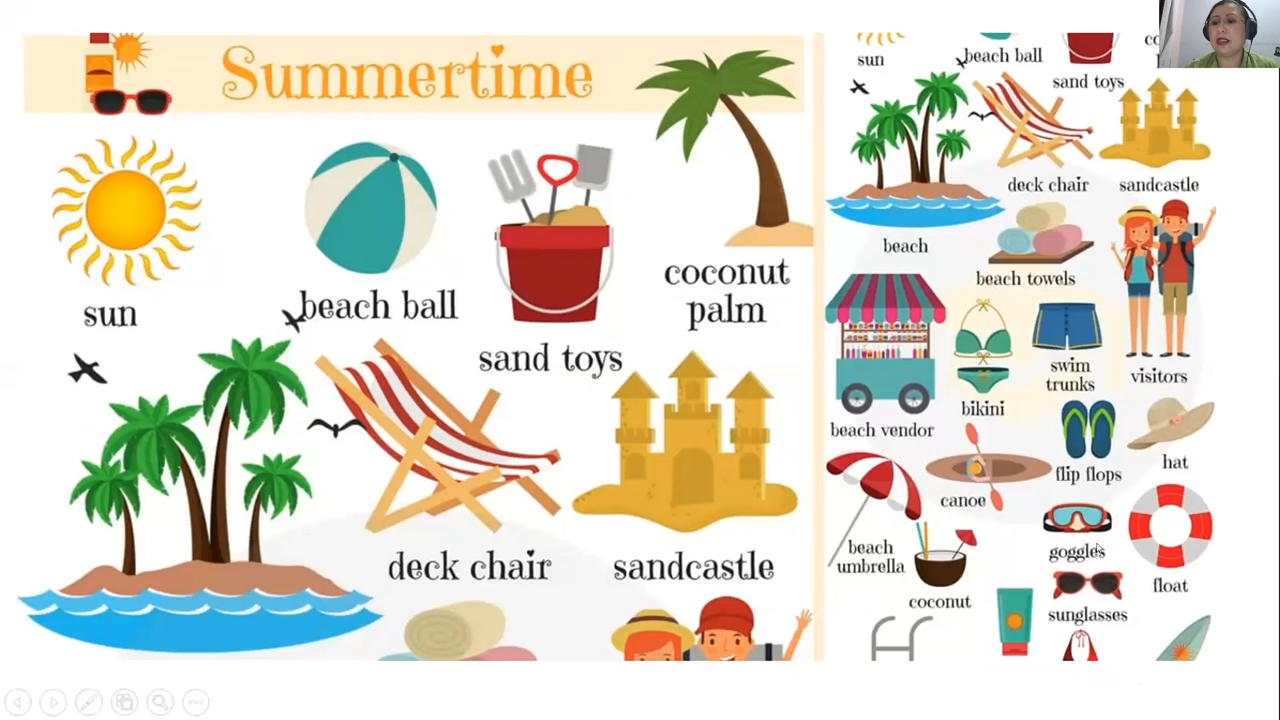 Summertime
sun
beach ball
sand toys
coconut
palm
deck chair
sandcastle
sun
beach ball
sand toys
deck chair
sandcastle
beach
beach towels
swim
trunks
visitors
bikini
beach vendor
flip flops
hat
canoe
beach
umbrella
goggles
float
coconut
sunglasses